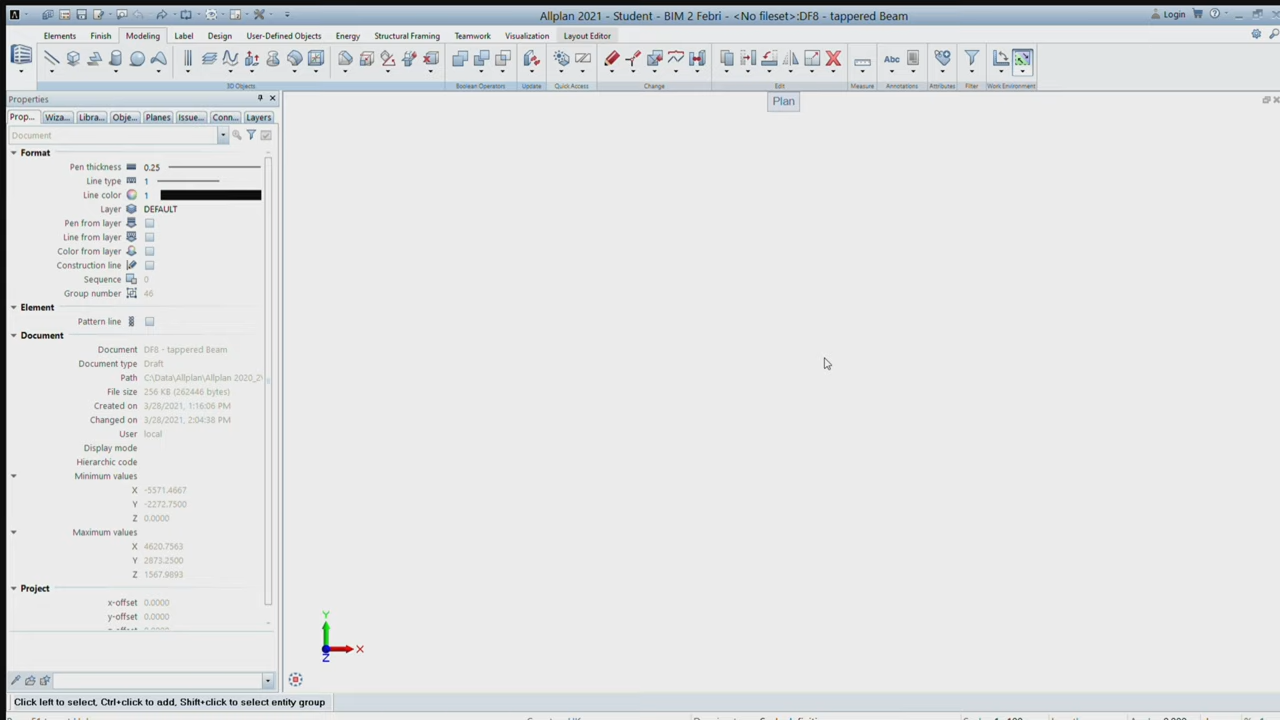 Allplan 2021 - Student - BIM 2 Febri - <No fileset>:DF8 - tappered Beam
Login
Elements Finish Modeling Label Design User-Defined Objects Energy Structural Framing Teamwork Visualization Layout Editor
Abc
3D Objects Boolean Operators Update Quick Access Change Edit Measure Annotations Attributes Filter Work Environment
Properties
Plan
Prop... Wiza... Libra... Obje... Planes Issue... Conn... Layers
Document
Format
Pen thickness 0.25
Line type 1
Line color 1
Layer DEFAULT
Pen from layer
Line from layer
Color from layer
Construction line
Sequence 0
Group number 46
Element
Pattern line
Document
Document DF8 - tappered Beam
Document type Draft
Path C:\Data\Allplan\Allplan 2020_2
File size 256 KB (262446 bytes)
Created on 3/28/2021, 1:16:06 PM
Changed on 3/28/2021, 2:04:38 PM
User local
Display mode
Hierarchic code
Minimum values
X -5571.4667
Y -2272.7500
Z 0.0000
Maximum values
X 4620.7563
Y 2873.2500
Z 1567.9893
Project
x-offset 0.0000
y-offset 0.0000
Y
X
Z
Click left to select, Ctrl+click to add, Shift+click to select entity group